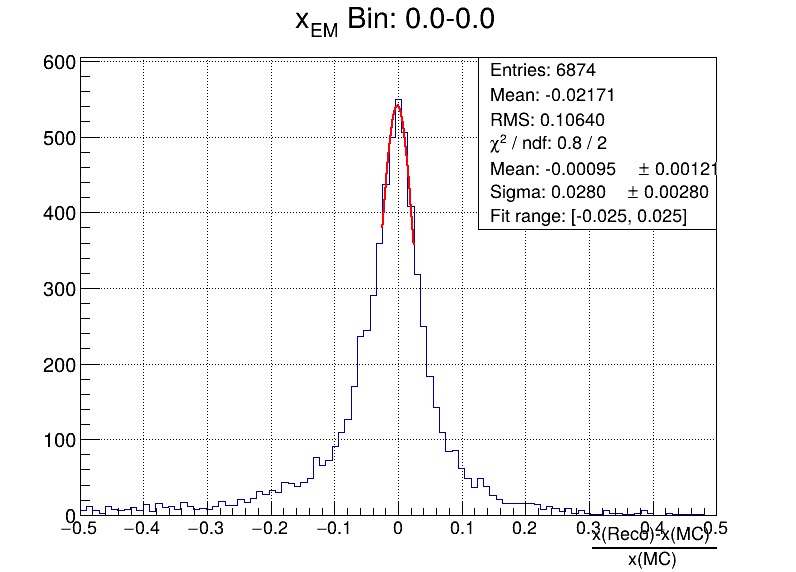 x_EM Bin: 0.0-0.0
Entries: 6874
Mean: -0.02171
RMS: 0.10640
χ² / ndf: 0.8 / 2
Mean: -0.00095 ± 0.00121
Sigma: 0.0280 ± 0.00280
Fit range: [-0.025, 0.025]
600
500
400
300
200
100
0
−0.5 −0.4 −0.3 −0.2 −0.1 0 0.1 0.2 0.3 0.4 0.5
x(Reco)-x(MC)
x(MC)